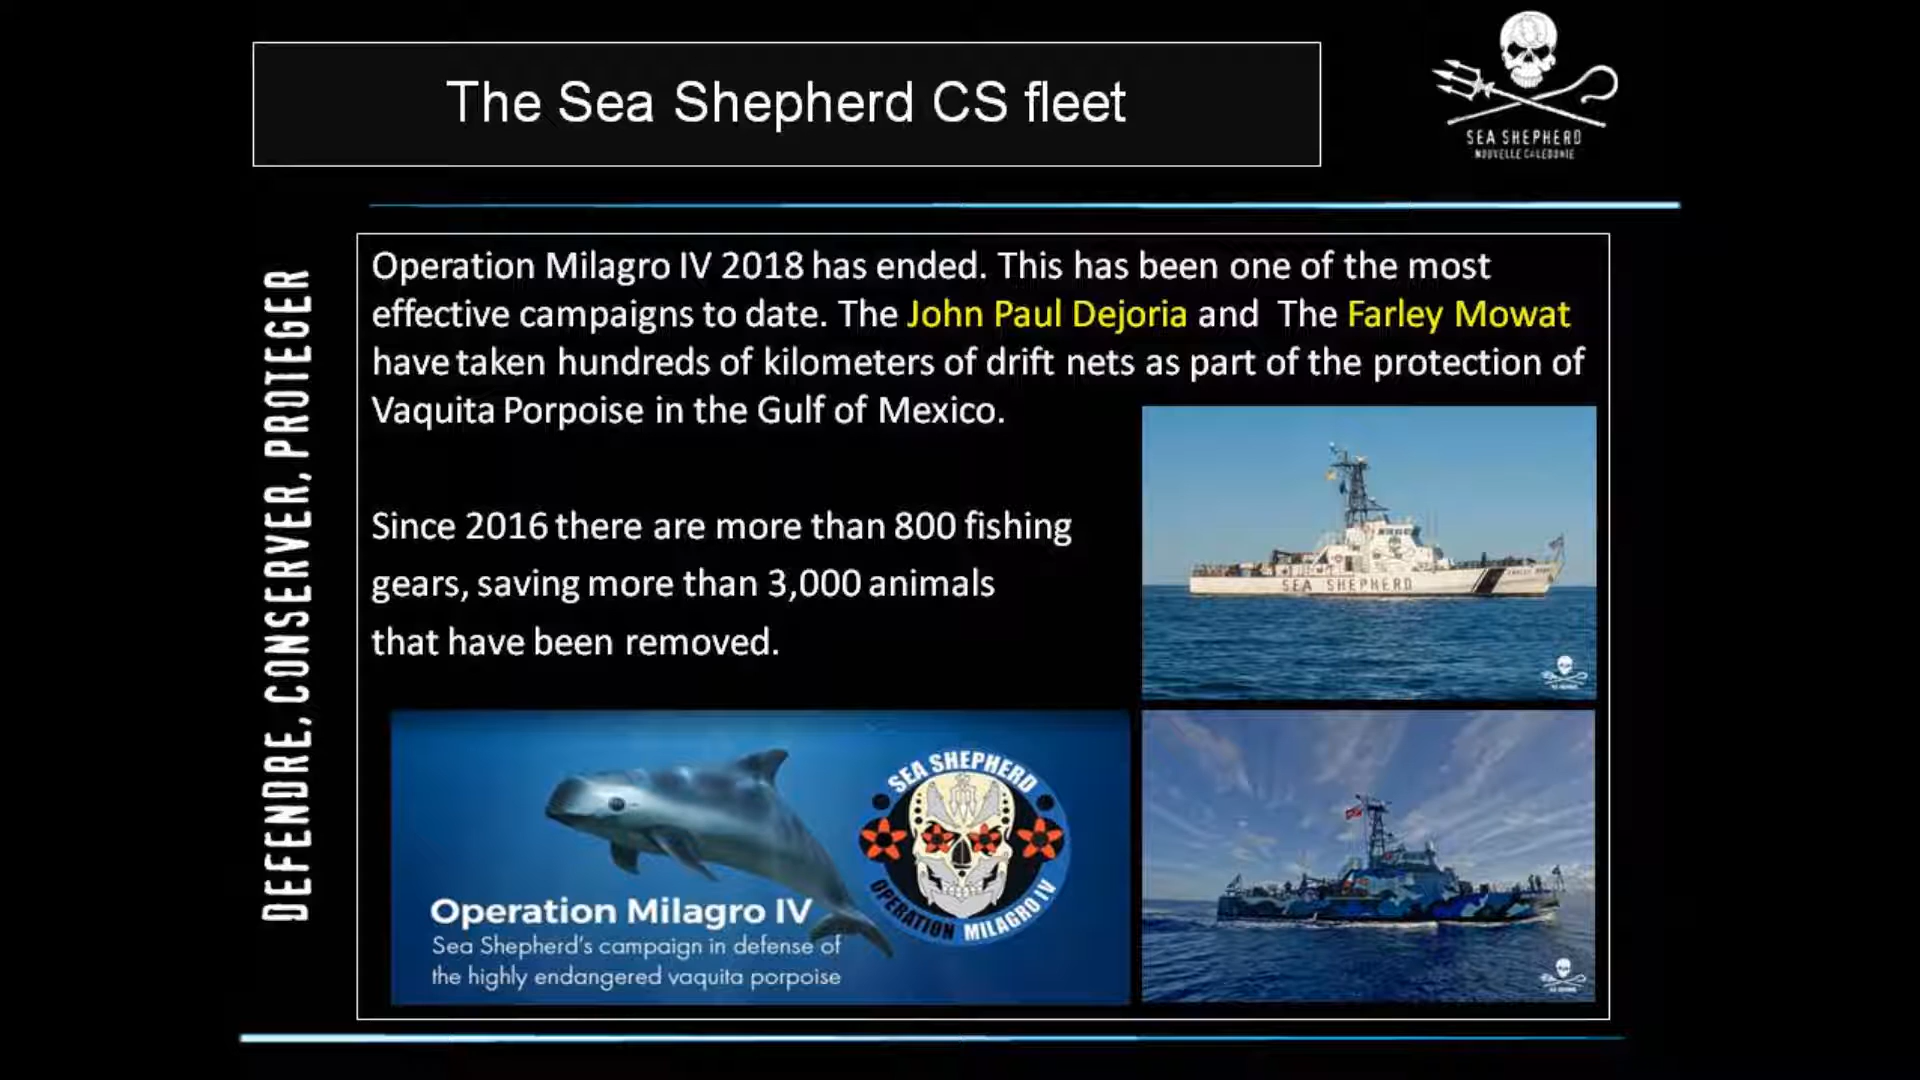 The Sea Shepherd CS fleet
SEA SHEPHERD
NOUVELLE CALEDONIE
DEFENDRE, CONSERVER, PROTEGER
Operation Milagro IV 2018 has ended. This has been one of the most
effective campaigns to date. The John Paul Dejoria and The Farley Mowat
have taken hundreds of kilometers of drift nets as part of the protection of
Vaquita Porpoise in the Gulf of Mexico.
Since 2016 there are more than 800 fishing
gears, saving more than 3,000 animals
that have been removed.
SEA SHEPHERD
SEA SHEPHERD
OPERATION MILAGRO IV
Operation Milagro IV
Sea Shepherd's campaign in defense of
the highly endangered vaquita porpoise